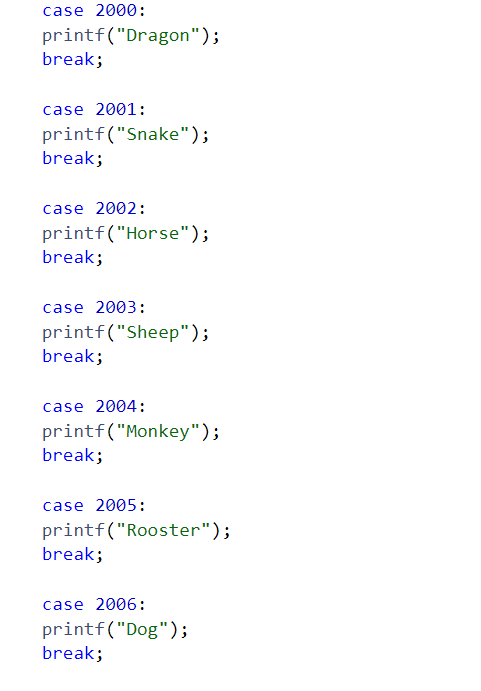 case 2000:
printf("Dragon");
break;
case 2001:
printf("Snake");
break;
case 2002:
printf("Horse");
break;
case 2003:
printf("Sheep");
break;
case 2004:
printf("Monkey");
break;
case 2005:
printf("Rooster");
break;
case 2006:
printf("Dog");
break;